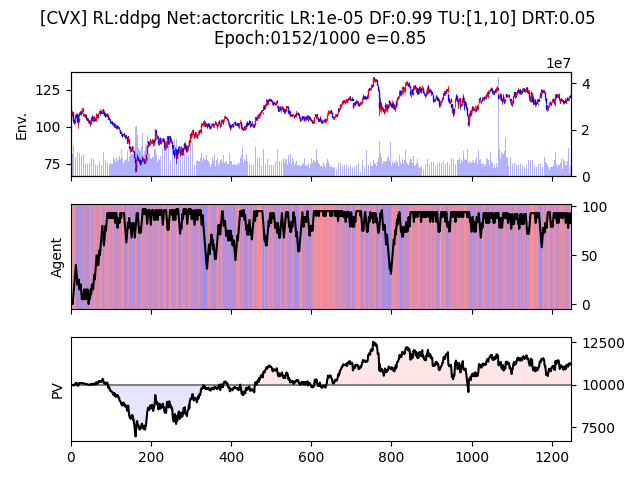 [CVX] RL:ddpg Net:actorcritic LR:1e-05 DF:0.99 TU:[1,10] DRT:0.05
Epoch:0152/1000 e=0.85
1e7
125
100
75
Env.
4
2
0
Agent
100
50
0
PV
12500
10000
7500
0 200 400 600 800 1000 1200